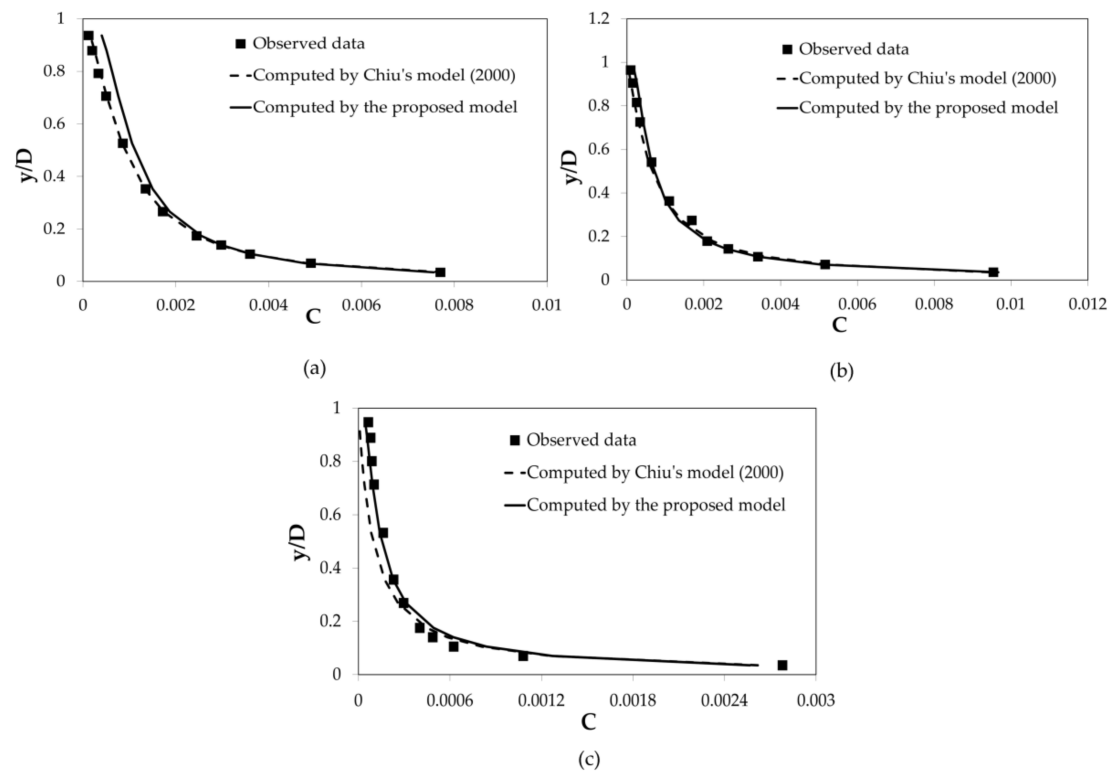 1
0.8
0.6
0.4
0.2
0
y/D
Observed data
Computed by Chiu's model (2000)
Computed by the proposed model
0 0.002 0.004 0.006 0.008 0.01
C
(a)
1.2
1
0.8
0.6
0.4
0.2
0
y/D
Observed data
Computed by Chiu's model (2000)
Computed by the proposed model
0 0.002 0.004 0.006 0.008 0.01 0.012
C
(b)
1
0.8
0.6
0.4
0.2
0
y/D
Observed data
Computed by Chiu's model (2000)
Computed by the proposed model
0 0.0006 0.0012 0.0018 0.0024 0.003
C
(c)